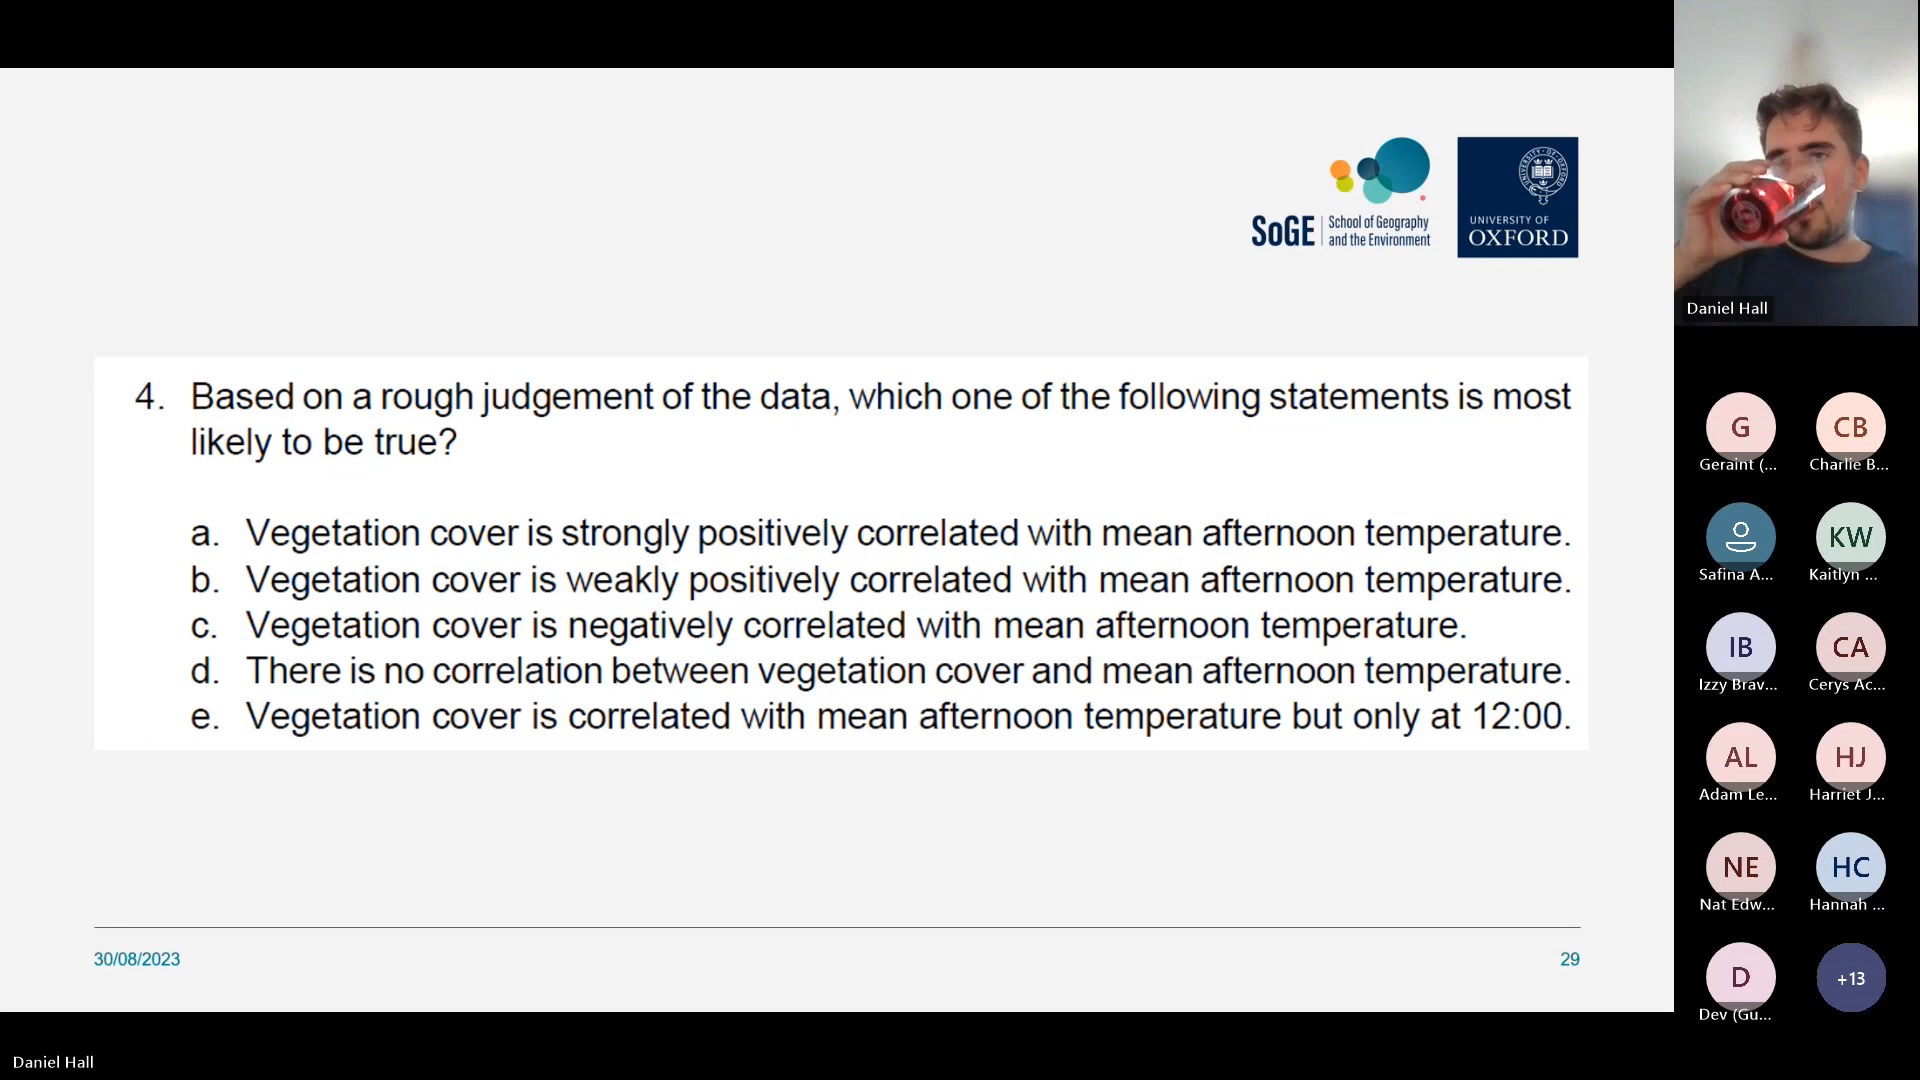 SoGE
School of Geography
and the Environment
UNIVERSITY OF
OXFORD
4. Based on a rough judgement of the data, which one of the following statements is most
likely to be true?
a. Vegetation cover is strongly positively correlated with mean afternoon temperature.
b. Vegetation cover is weakly positively correlated with mean afternoon temperature.
c. Vegetation cover is negatively correlated with mean afternoon temperature.
d. There is no correlation between vegetation cover and mean afternoon temperature.
e. Vegetation cover is correlated with mean afternoon temperature but only at 12:00.
30/08/2023
29
Daniel Hall
G
Geraint (...
CB
Charlie B...
Safina A...
KW
Kaitlyn ...
IB
Izzy Brav...
CA
Cerys Ac...
AL
Adam Le...
HJ
Harriet J...
NE
Nat Edw...
HC
Hannah ...
D
Dev (Gu...
+13
Daniel Hall